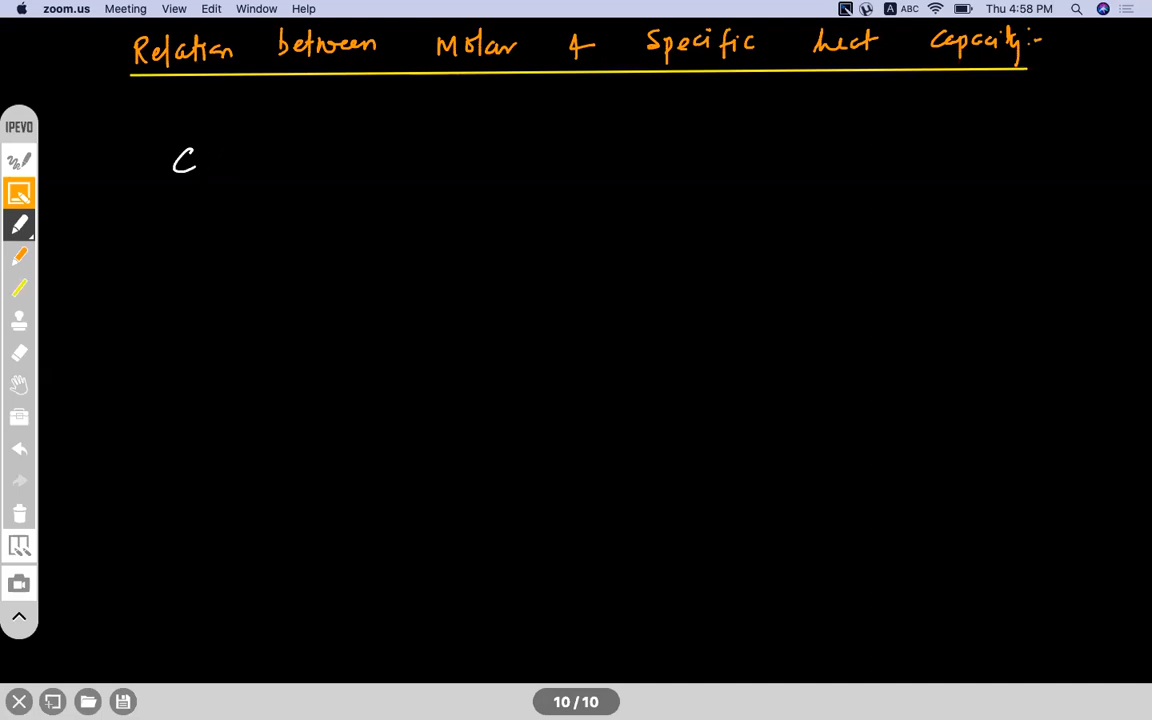 zoom.us Meeting View Edit Window Help A ABC Thu 4:58 PM
Relation between Molar & Specific heat Capacity:-
IPEVO
C
10/10